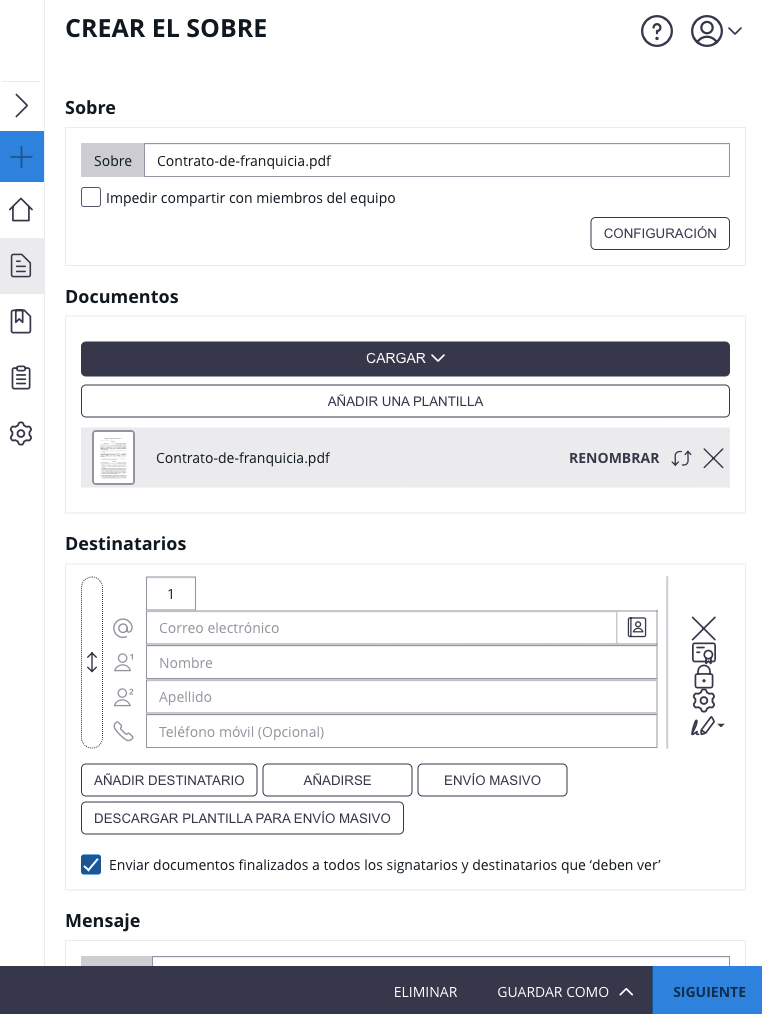 CREAR EL SOBRE
Sobre
Sobre Contrato-de-franquicia.pdf
Impedir compartir con miembros del equipo
CONFIGURACIÓN
Documentos
CARGAR
AÑADIR UNA PLANTILLA
Contrato-de-franquicia.pdf RENOMBRAR
Destinatarios
1
Correo electrónico
Nombre
Apellido
Teléfono móvil (Opcional)
AÑADIR DESTINATARIO AÑADIRSE ENVÍO MASIVO
DESCARGAR PLANTILLA PARA ENVÍO MASIVO
Enviar documentos finalizados a todos los signatarios y destinatarios que ‘deben ver’
Mensaje
ELIMINAR GUARDAR COMO SIGUIENTE